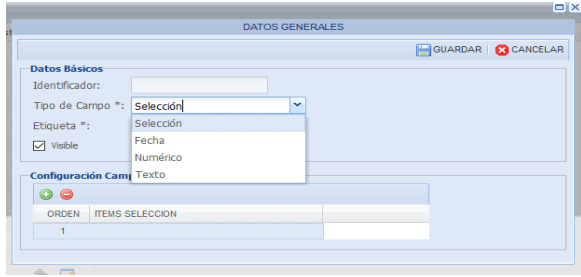 DATOS GENERALES
GUARDAR CANCELAR
Datos Básicos
Identificador:
Tipo de Campo *: Selección
Etiqueta *:
Selección
Fecha
Numérico
Texto
Visible
Configuración
ORDEN ITEMS SELECCION
1